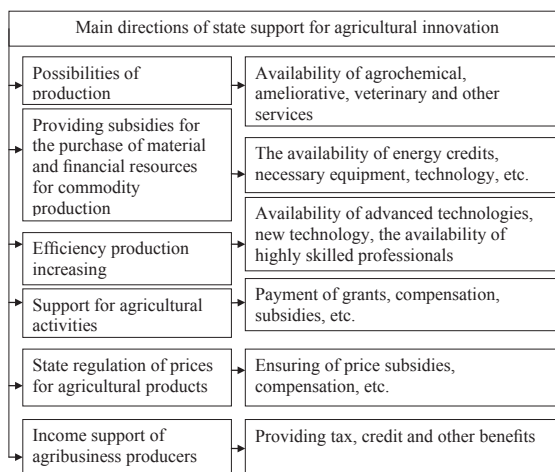 Main directions of state support for agricultural innovation
Possibilities of
production
Availability of agrochemical,
ameliorative, veterinary and other
services
Providing subsidies for
the purchase of material
and financial resources
for commodity
production
The availability of energy credits,
necessary equipment, technology, etc.
Efficiency production
increasing
Availability of advanced technologies,
new technology, the availability of
highly skilled professionals
Support for agricultural
activities
Payment of grants, compensation,
subsidies, etc.
State regulation of prices
for agricultural products
Ensuring of price subsidies,
compensation, etc.
Income support of
agribusiness producers
Providing tax, credit and other benefits